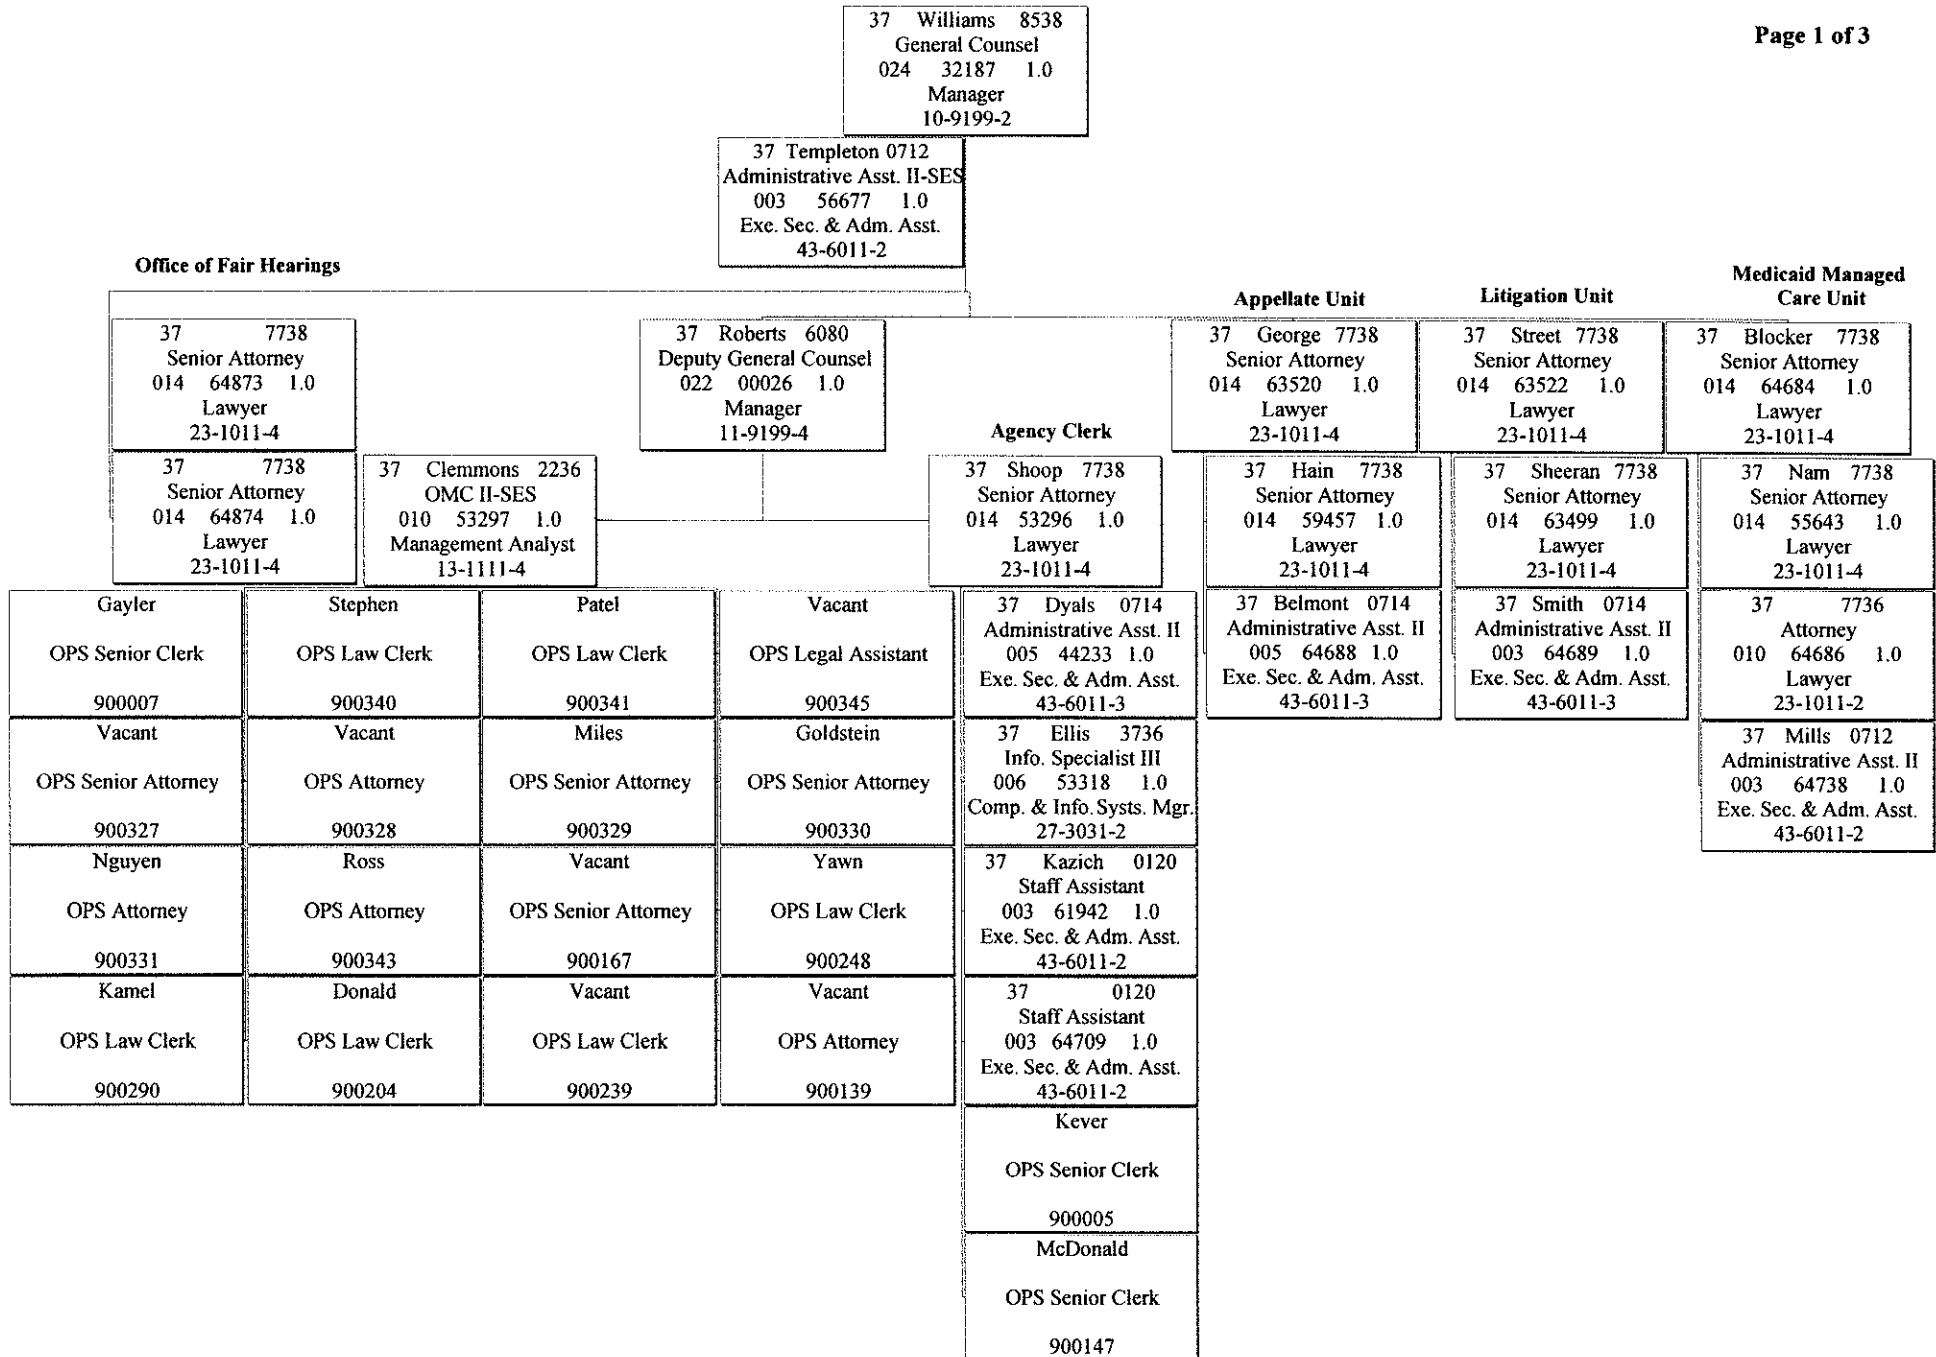 Page 1 of 3
37 Williams 8538
General Counsel
024 32187 1.0
Manager
10-9199-2
37 Templeton 0712
Administrative Asst. II-SES
003 56677 1.0
Exe. Sec. & Adm. Asst.
43-6011-2
Office of Fair Hearings
37 7738
Senior Attorney
014 64873 1.0
Lawyer
23-1011-4
37 7738
Senior Attorney
014 64874 1.0
Lawyer
23-1011-4
37 Roberts 6080
Deputy General Counsel
022 00026 1.0
Manager
11-9199-4
37 Clemmons 2236
OMC II-SES
010 53297 1.0
Management Analyst
13-1111-4
Gayler
OPS Senior Clerk
900007
Stephen
OPS Law Clerk
900340
Patel
OPS Law Clerk
900341
Vacant
OPS Legal Assistant
900345
Vacant
OPS Senior Attorney
900327
Vacant
OPS Attorney
900328
Miles
OPS Senior Attorney
900329
Goldstein
OPS Senior Attorney
900330
Nguyen
OPS Attorney
900331
Ross
OPS Attorney
900343
Vacant
OPS Senior Attorney
900167
Yawn
OPS Law Clerk
900248
Kamel
OPS Law Clerk
900290
Donald
OPS Law Clerk
900204
Vacant
OPS Law Clerk
900239
Vacant
OPS Attorney
900139
Agency Clerk
37 Shoop 7738
Senior Attorney
014 53296 1.0
Lawyer
23-1011-4
37 Dyals 0714
Administrative Asst. II
005 44233 1.0
Exe. Sec. & Adm. Asst.
43-6011-3
37 Ellis 3736
Info. Specialist III
006 53318 1.0
Comp. & Info. Systs. Mgr.
27-3031-2
37 Kazich 0120
Staff Assistant
003 61942 1.0
Exe. Sec. & Adm. Asst.
43-6011-2
37 0120
Staff Assistant
003 64709 1.0
Exe. Sec. & Adm. Asst.
43-6011-2
Kever
OPS Senior Clerk
900005
McDonald
OPS Senior Clerk
900147
Appellate Unit
37 George 7738
Senior Attorney
014 63520 1.0
Lawyer
23-1011-4
37 Hain 7738
Senior Attorney
014 59457 1.0
Lawyer
23-1011-4
37 Belmont 0714
Administrative Asst. II
005 64688 1.0
Exe. Sec. & Adm. Asst.
43-6011-3
Litigation Unit
37 Street 7738
Senior Attorney
014 63522 1.0
Lawyer
23-1011-4
37 Sheeran 7738
Senior Attorney
014 63499 1.0
Lawyer
23-1011-4
37 Smith 0714
Administrative Asst. II
003 64689 1.0
Exe. Sec. & Adm. Asst.
43-6011-3
Medicaid Managed
Care Unit
37 Blocker 7738
Senior Attorney
014 64684 1.0
Lawyer
23-1011-4
37 Nam 7738
Senior Attorney
014 55643 1.0
Lawyer
23-1011-4
37 7736
Attorney
010 64686 1.0
Lawyer
23-1011-2
37 Mills 0712
Administrative Asst. II
003 64738 1.0
Exe. Sec. & Adm. Asst.
43-6011-2